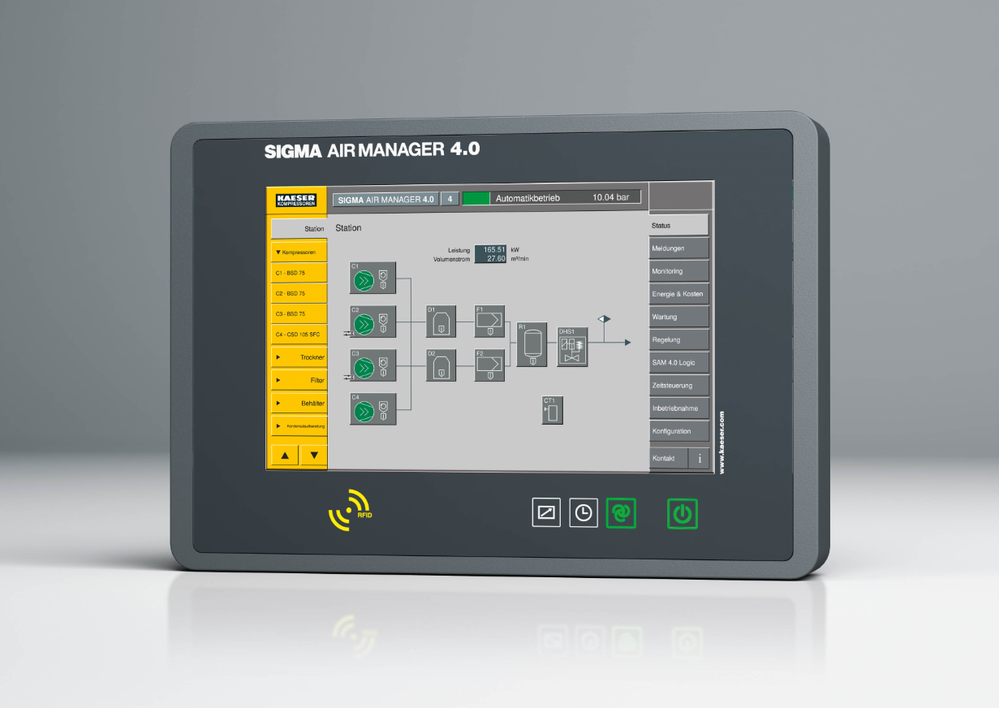 SIGMA AIR MANAGER 4.0
KAESER
KOMPRESSOREN
SIGMA AIR MANAGER 4.0
4
Automatikbetrieb
10.04 bar
Station
▼ Kompressoren
C1 - BSD 75
C2 - BSD 75
C3 - BSD 75
C4 - CSD 105 SFC
Trockner
Filter
Behälter
Station
Leistung 165.51 kW
Volumenstrom 27.60 m³/min
C1
C2
C3
C4
D1
D2
F1
F2
R1
DHS1
CT1
Status
Meldungen
Monitoring
Energie & Kosten
Wartung
Regelung
SAM 4.0 Logic
Zeitsteuerung
Inbetriebnahme
Konfiguration
Kontakt
i
www.kaeser.com
RFID